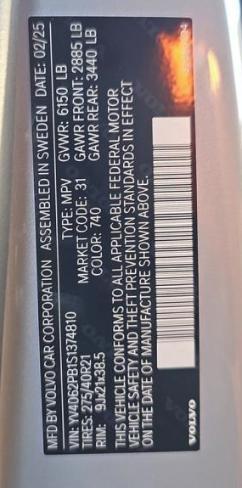 MFD BY VOLVO CAR CORPORATION ASSEMBLED IN SWEDEN DATE: 02/25
VIN: YV4062PB1S1374810 TYPE: MPV GVWR: 6150 LB
TIRES: 275/40R21 MARKET CODE: 31 GAWR FRONT: 2885 LB
RIM: 9Jx21x38.5 COLOR: 740 GAWR REAR: 3440 LB
THIS VEHICLE CONFORMS TO ALL APPLICABLE FEDERAL MOTOR
VEHICLE SAFETY AND THEFT PREVENTION STANDARDS IN EFFECT
ON THE DATE OF MANUFACTURE SHOWN ABOVE.
VOLVO